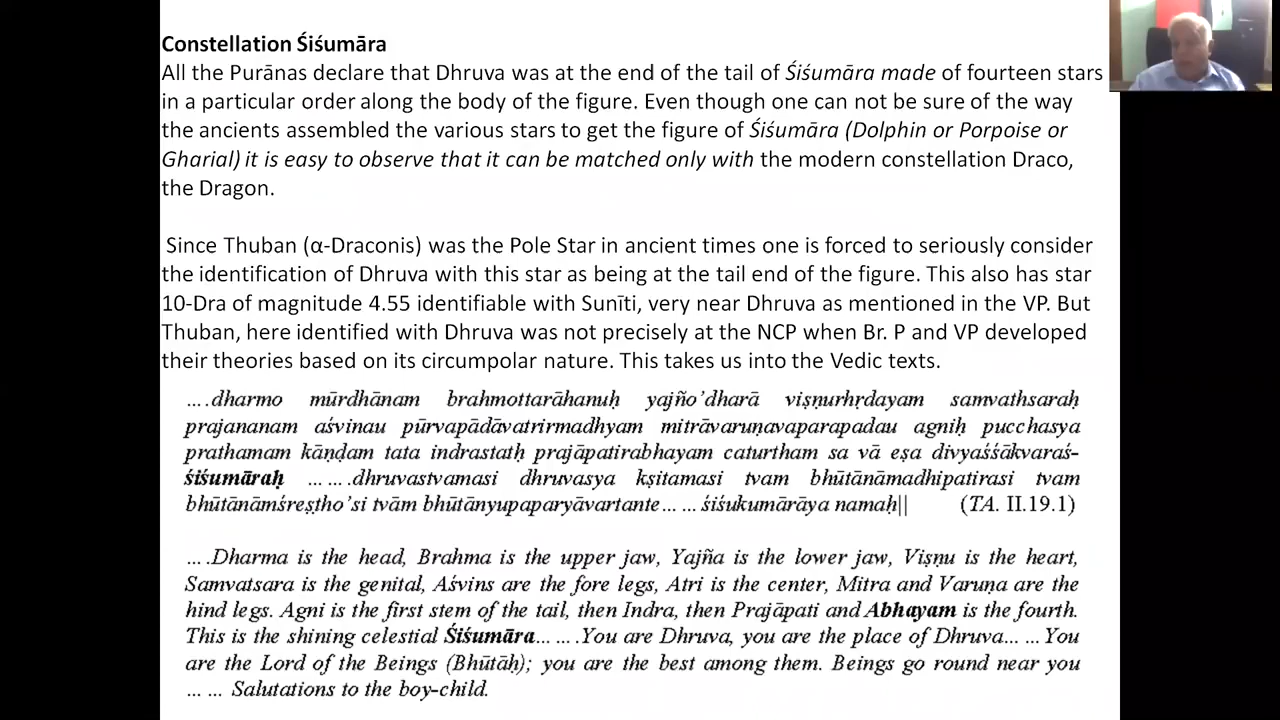 Constellation Śiśumāra
All the Purānas declare that Dhruva was at the end of the tail of Śiśumāra made of fourteen stars
in a particular order along the body of the figure. Even though one can not be sure of the way
the ancients assembled the various stars to get the figure of Śiśumāra (Dolphin or Porpoise or
Gharial) it is easy to observe that it can be matched only with the modern constellation Draco,
the Dragon.
Since Thuban (α-Draconis) was the Pole Star in ancient times one is forced to seriously consider
the identification of Dhruva with this star as being at the tail end of the figure. This also has star
10-Dra of magnitude 4.55 identifiable with Sunīti, very near Dhruva as mentioned in the VP. But
Thuban, here identified with Dhruva was not precisely at the NCP when Br. P and VP developed
their theories based on its circumpolar nature. This takes us into the Vedic texts.
….dharmo mūrdhānam brahmottarāhanuḥ yajño’dharā viṣṇurhṛdayam samvathsaraḥ
prajananam aśvinau pūrvapādāvatrirmadhyam mitrāvaruṇavaparapadau agniḥ pucchasya
prathamam kāṇḍam tata indrastatḥ prajāpatirabhayam caturtham sa vā eṣa divyaśśākvaraś-
śiśumāraḥ … ….dhruvastvamasi dhruvasya kṣitamasi tvam bhūtānāmadhipatirasi tvam
bhūtānāmśreṣṭho’si tvām bhūtānyupaparyāvartante… … śiśukumārāya namaḥ|| (TA. II.19.1)
….Dharma is the head, Brahma is the upper jaw, Yajña is the lower jaw, Viṣṇu is the heart,
Samvatsara is the genital, Aśvins are the fore legs, Atri is the center, Mitra and Varuṇa are the
hind legs. Agni is the first stem of the tail, then Indra, then Prajāpati and Abhayam is the fourth.
This is the shining celestial Śiśumāra… ….You are Dhruva, you are the place of Dhruva… …You
are the Lord of the Beings (Bhūtāḥ); you are the best among them. Beings go round near you
… … Salutations to the boy-child.